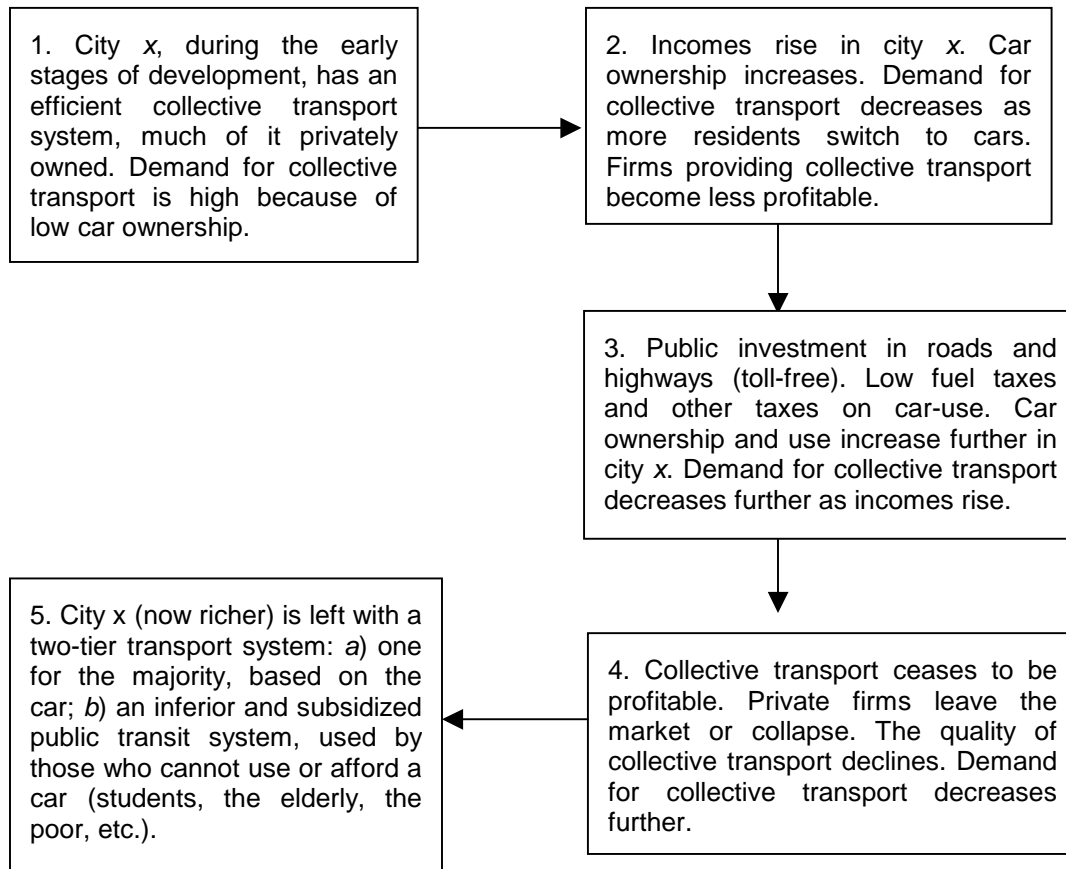 1. City x, during the early
stages of development, has an
efficient collective transport
system, much of it privately
owned. Demand for collective
transport is high because of
low car ownership.
2. Incomes rise in city x. Car
ownership increases. Demand for
collective transport decreases as
more residents switch to cars.
Firms providing collective transport
become less profitable.
3. Public investment in roads and
highways (toll-free). Low fuel taxes
and other taxes on car-use. Car
ownership and use increase further in
city x. Demand for collective transport
decreases further as incomes rise.
4. Collective transport ceases to be
profitable. Private firms leave the
market or collapse. The quality of
collective transport declines. Demand
for collective transport decreases
further.
5. City x (now richer) is left with a
two-tier transport system: a) one
for the majority, based on the
car; b) an inferior and subsidized
public transit system, used by
those who cannot use or afford a
car (students, the elderly, the
poor, etc.).